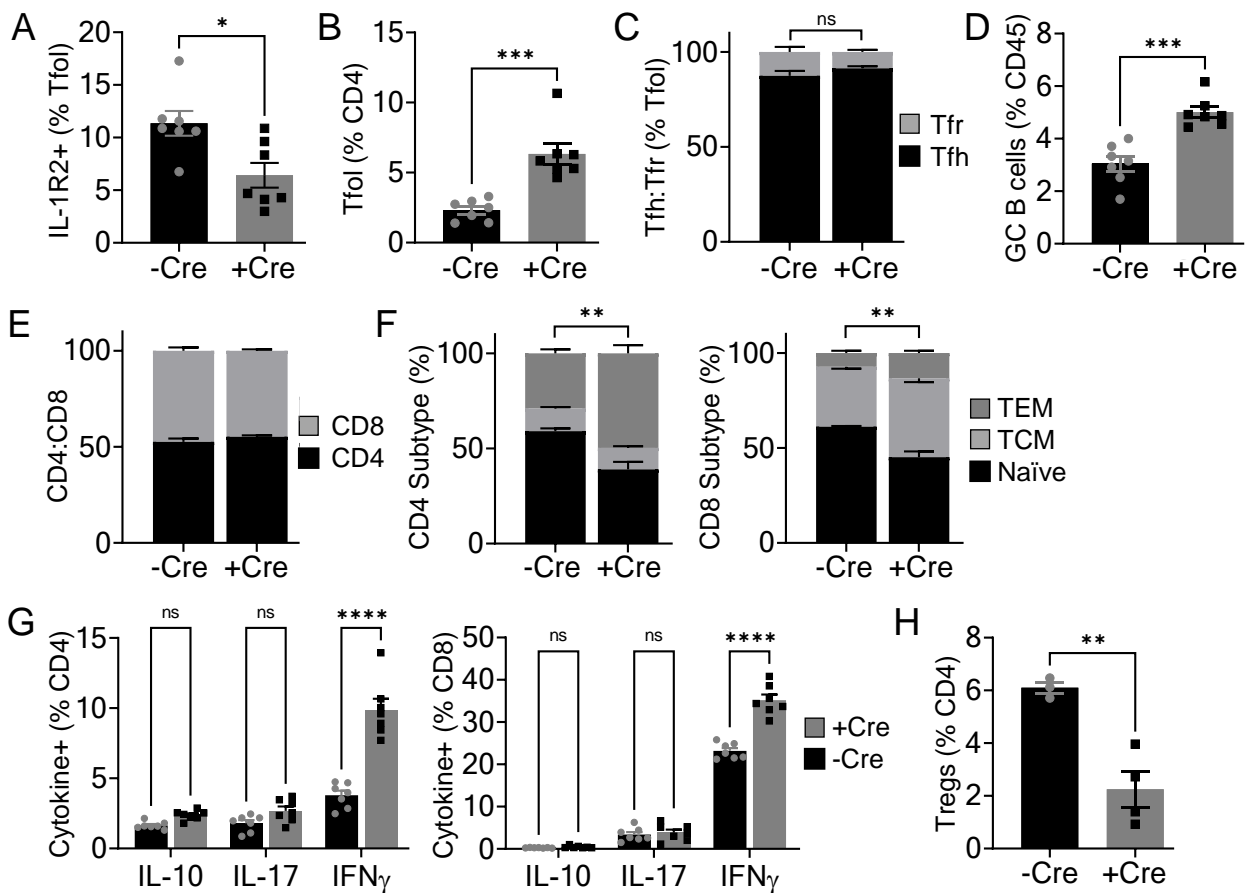 A
IL-1R2+ (% Tfol)
20
15
10
5
0
*
-Cre
+Cre
B
Tfol (% CD4)
15
10
5
0
***
-Cre
+Cre
C
Tfh:Tfr (% Tfol)
100
50
0
ns
-Cre
+Cre
Tfr
Tfh
D
GC B cells (% CD45)
8
6
4
2
0
***
-Cre
+Cre
E
CD4:CD8
100
50
0
-Cre
+Cre
CD8
CD4
F
CD4 Subtype (%)
100
50
0
**
-Cre
+Cre
CD8 Subtype (%)
100
50
0
**
-Cre
+Cre
TEM
TCM
Naïve
G
Cytokine+ (% CD4)
15
10
5
0
ns
ns
****
IL-10
IL-17
IFNγ
Cytokine+ (% CD8)
50
40
30
20
10
0
ns
ns
****
IL-10
IL-17
IFNγ
+Cre
-Cre
H
Tregs (% CD4)
8
6
4
2
0
**
-Cre
+Cre